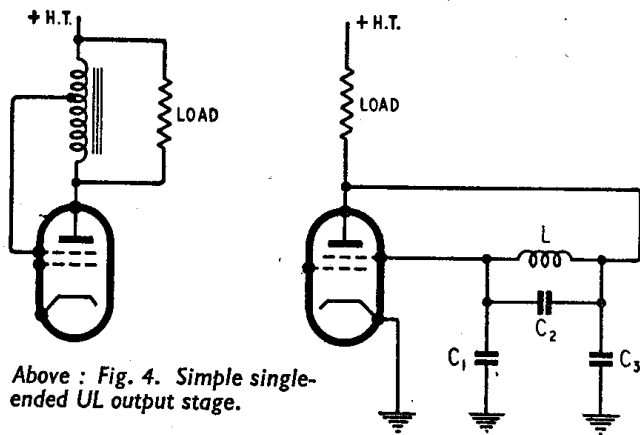 + H.T.
LOAD
+ H.T.
LOAD
L
C₂
C₁
C₃
Above : Fig. 4. Simple single-
ended UL output stage.